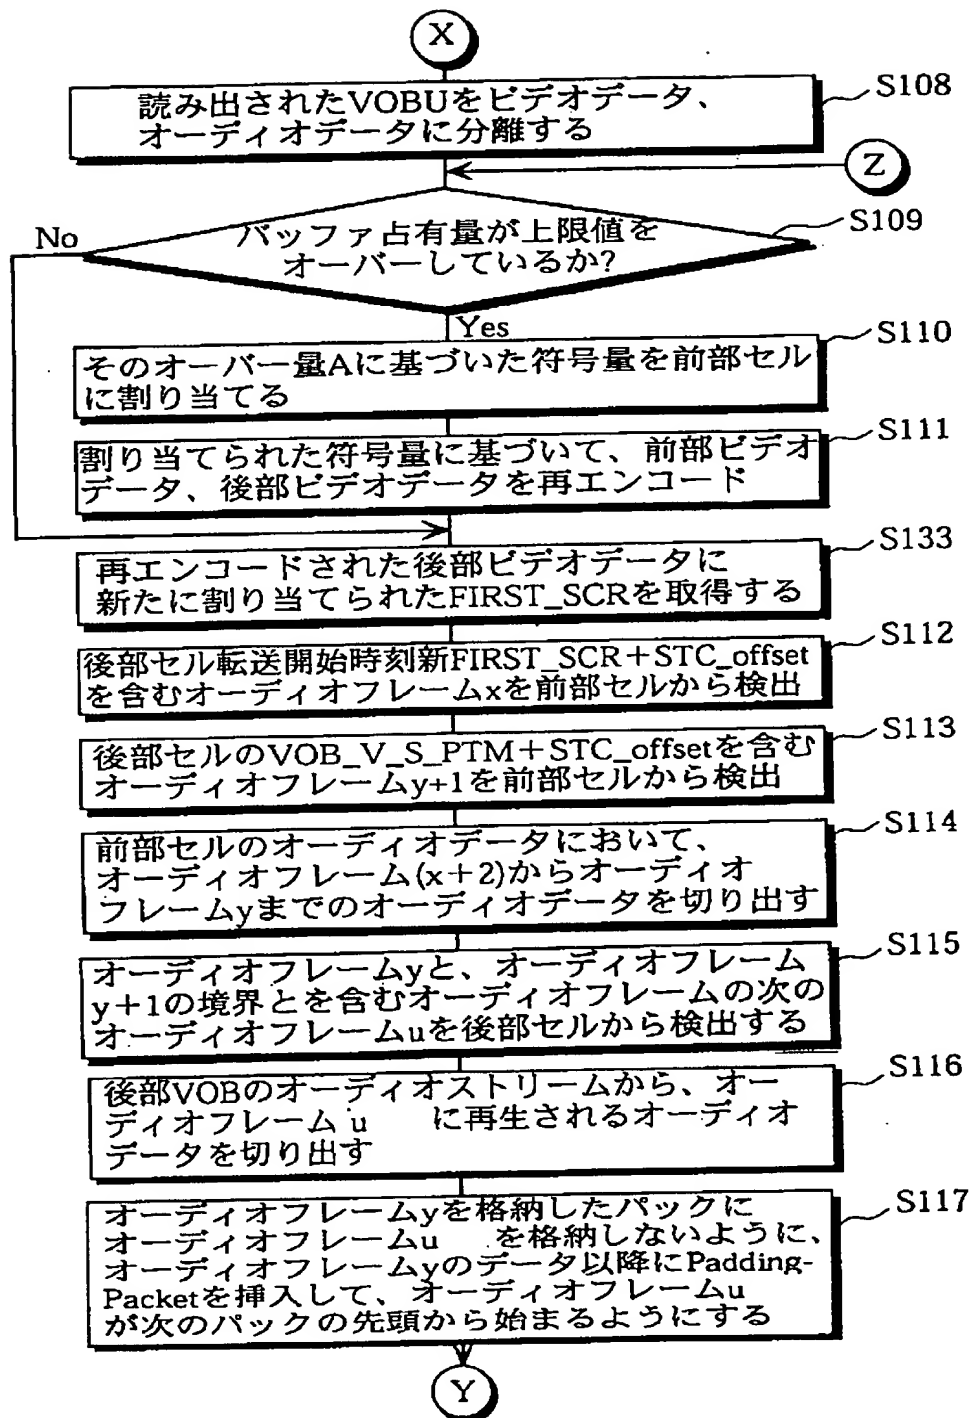 X
読み出されたVOBUをビデオデータ、
オーディオデータに分離する
S108
Z
バッファ占有量が上限値を
オーバーしているか?
S109
No
Yes
そのオーバー量Aに基づいた符号量を前部セル
に割り当てる
S110
割り当てられた符号量に基づいて、前部ビデオ
データ、後部ビデオデータを再エンコード
S111
再エンコードされた後部ビデオデータに
新たに割り当てられたFIRST_SCRを取得する
S133
後部セル転送開始時刻新FIRST_SCR+STC_offset
を含むオーディオフレームxを前部セルから検出
S112
後部セルのVOB_V_S_PTM+STC_offsetを含む
オーディオフレームy+1を前部セルから検出
S113
前部セルのオーディオデータにおいて、
オーディオフレーム(x+2)からオーディオ
フレームyまでのオーディオデータを切り出す
S114
オーディオフレームyと、オーディオフレーム
y+1の境界とを含むオーディオフレームの次の
オーディオフレームuを後部セルから検出する
S115
後部VOBのオーディオストリームから、オー
ディオフレーム u に再生されるオーディオ
データを切り出す
S116
オーディオフレームyを格納したパックに
オーディオフレームu を格納しないように、
オーディオフレームyのデータ以降にPadding-
Packetを挿入して、オーディオフレームu
が次のパックの先頭から始まるようにする
S117
Y